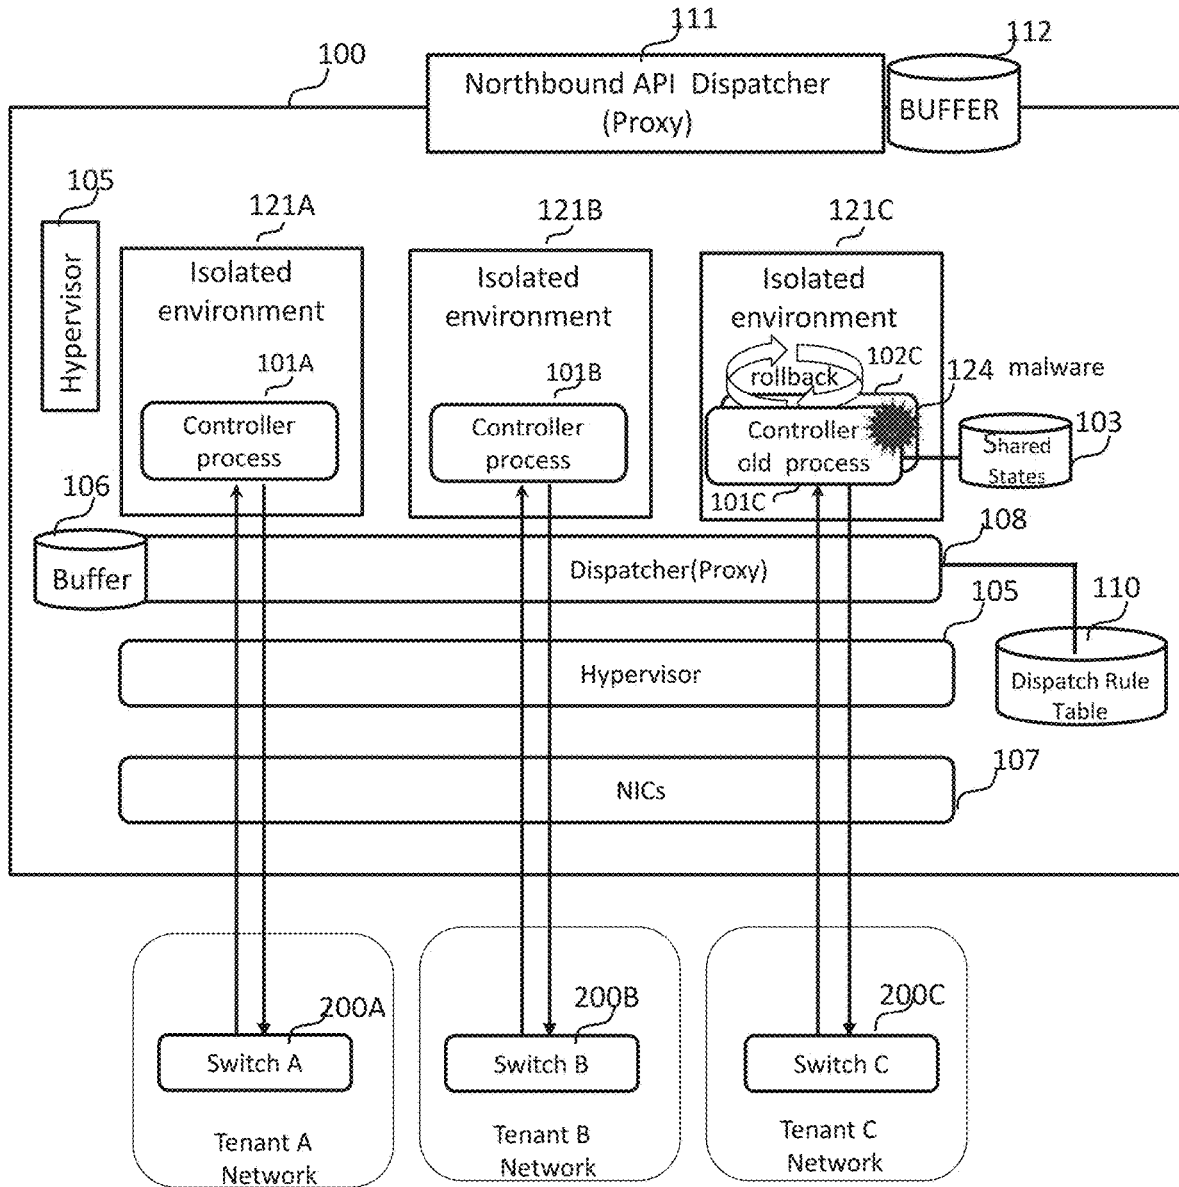 111
112
100
Northbound API Dispatcher
(Proxy)
BUFFER
105
Hypervisor
121A
121B
121C
Isolated
environment
Isolated
environment
Isolated
environment
101A
101B
rollback
102C
124 malware
Controller
process
Controller
process
Controller
old process
101C
Shared
States
103
106
Buffer
Dispatcher(Proxy)
108
105
110
Hypervisor
Dispatch Rule
Table
NICs
107
200A
200B
200C
Switch A
Switch B
Switch C
Tenant A
Network
Tenant B
Network
Tenant C
Network